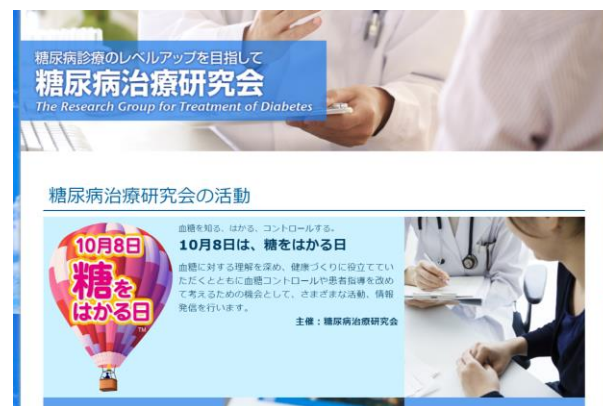 糖尿病診療のレベルアップを目指して
糖尿病治療研究会
The Research Group for Treatment of Diabetes
糖尿病治療研究会の活動
10月8日
糖を
はかる日
TM
血糖を知る、はかる、コントロールする。
10月8日は、糖をはかる日
血糖に対する理解を深め、健康づくりに役立ててい
ただくとともに血糖コントロールや患者指導を改め
て考えるための機会として、さまざまな活動、情報
発信を行います。
主催：糖尿病治療研究会